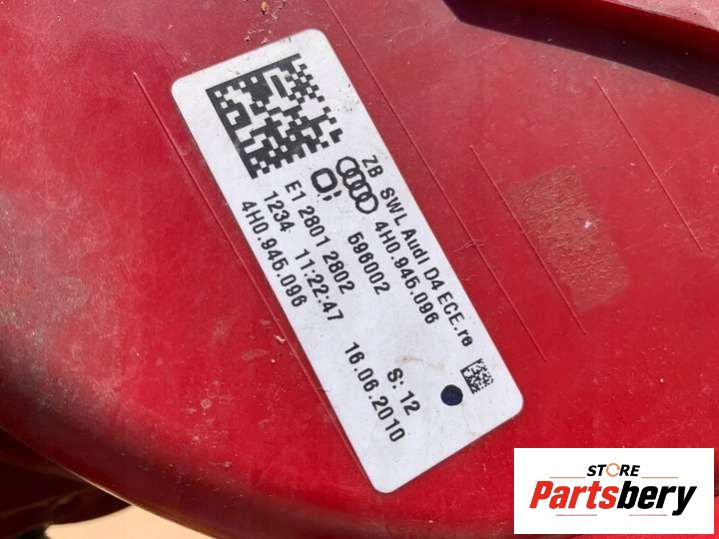 ZB SWL Audi D4 ECE.re
4H0.945.096
596002 S: 12
E1 2801 2802
1234 11:22:47 16.06.2010
4H0.945.096
STORE
Partsbery